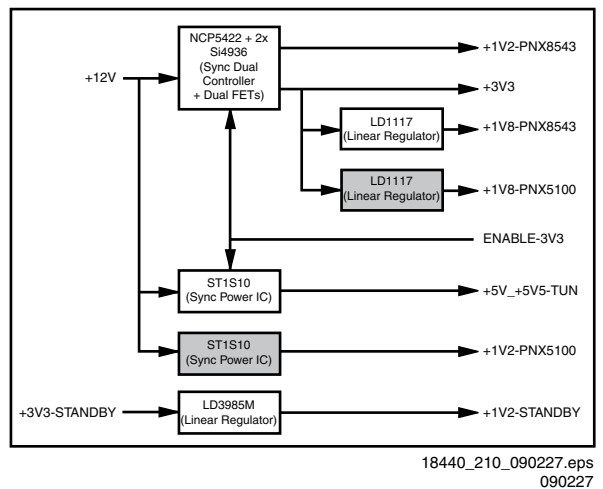 NCP5422 + 2x
Si4936
(Sync Dual
Controller
+ Dual FETs)
+12V
+1V2-PNX8543
+3V3
LD1117
(Linear Regulator)
+1V8-PNX8543
LD1117
(Linear Regulator)
+1V8-PNX5100
ENABLE-3V3
ST1S10
(Sync Power IC)
+5V_+5V5-TUN
ST1S10
(Sync Power IC)
+1V2-PNX5100
+3V3-STANDBY
LD3985M
(Linear Regulator)
+1V2-STANDBY
18440_210_090227.eps
090227